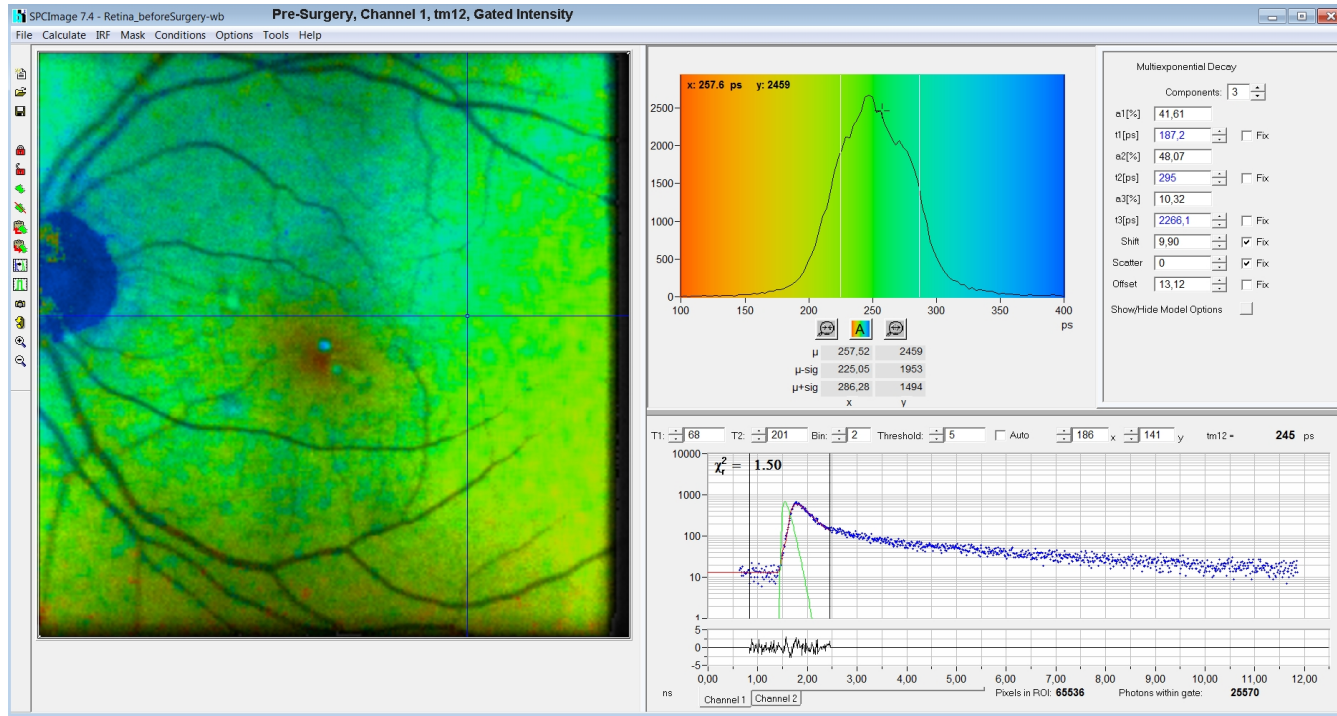 SPCImage 7.4 - Retina_beforeSurgery-wb
Pre-Surgery, Channel 1, tm12, Gated Intensity
File Calculate IRF Mask Conditions Options Tools Help
x: 257.6 ps y: 2459
2500
2000
1500
1000
500
0
100 150 200 250 300 350 400
ps
A
μ 257,52 2459
μ-sig 225,05 1953
μ+sig 286,28 1494
x y
Multiexponential Decay
Components: 3
a1[%] 41,61
t1[ps] 187,2 Fix
a2[%] 48,07
t2[ps] 295 Fix
a3[%] 10,32
t3[ps] 2266,1 Fix
Shift 9,90 Fix
Scatter 0 Fix
Offset 13,12 Fix
Show/Hide Model Options
T1: 68 T2: 201 Bin: 2 Threshold: 5 Auto 186 x 141 y tm12 = 245 ps
χr² = 1.50
10000
1000
100
10
1
5
0
-5
0,00 1,00 2,00 3,00 4,00 5,00 6,00 7,00 8,00 9,00 10,00 11,00 12,00
ns
Channel 1 Channel 2
Pixels in ROI: 65536 Photons within gate: 25570